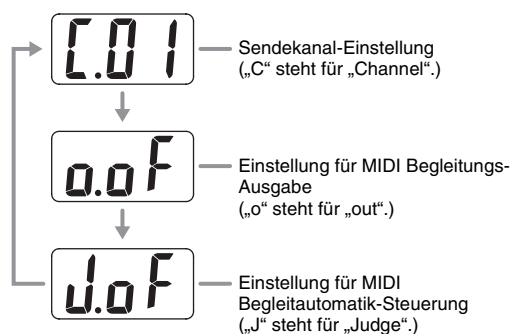 C.01
Sendekanal-Einstellung
(„C“ steht für „Channel“.)
o.oF
Einstellung für MIDI Begleitungs-
Ausgabe
(„o“ steht für „out“.)
J.oF
Einstellung für MIDI
Begleitautomatik-Steuerung
(„J“ steht für „Judge“.)